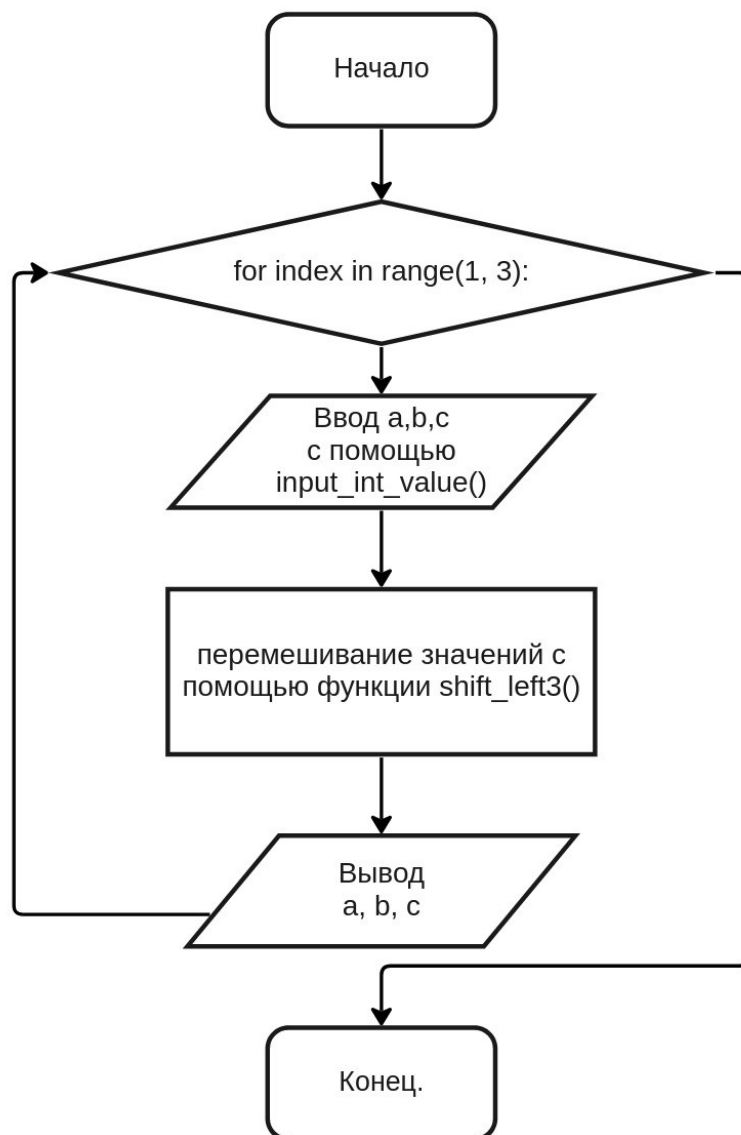 Начало
for index in range(1, 3):
Ввод a,b,c
с помощью
input_int_value()
перемешивание значений с
помощью функции shift_left3()
Вывод
a, b, c
Конец.